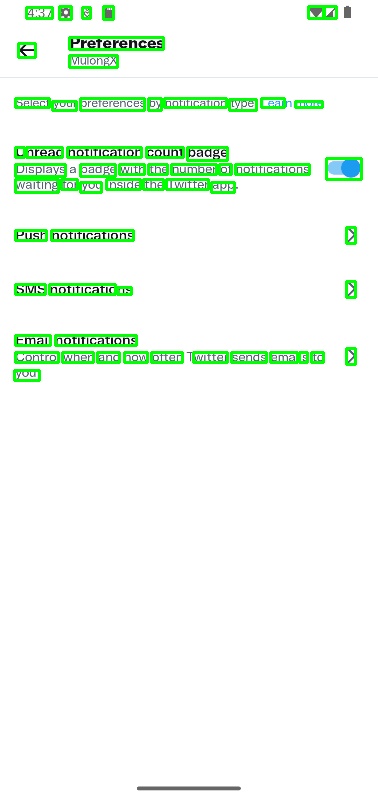 4:37
Preferences
MulongX
Select your preferences by notification type. Learn more
Unread notification count badge
Displays a badge with the number of notifications
waiting for you inside the Twitter app.
Push notifications
SMS notifications
Email notifications
Control when and how often Twitter sends emails to
you.